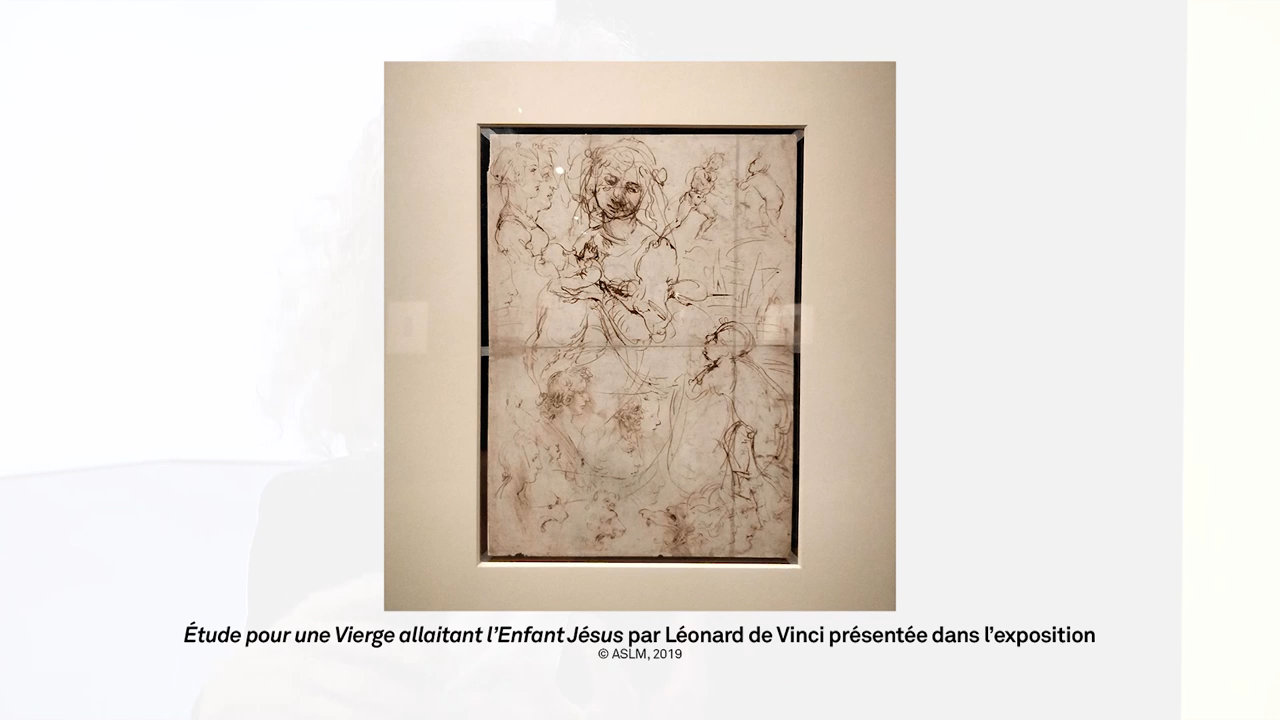 Étude pour une Vierge allaitant l’Enfant Jésus par Léonard de Vinci présentée dans l’exposition
© ASLM, 2019